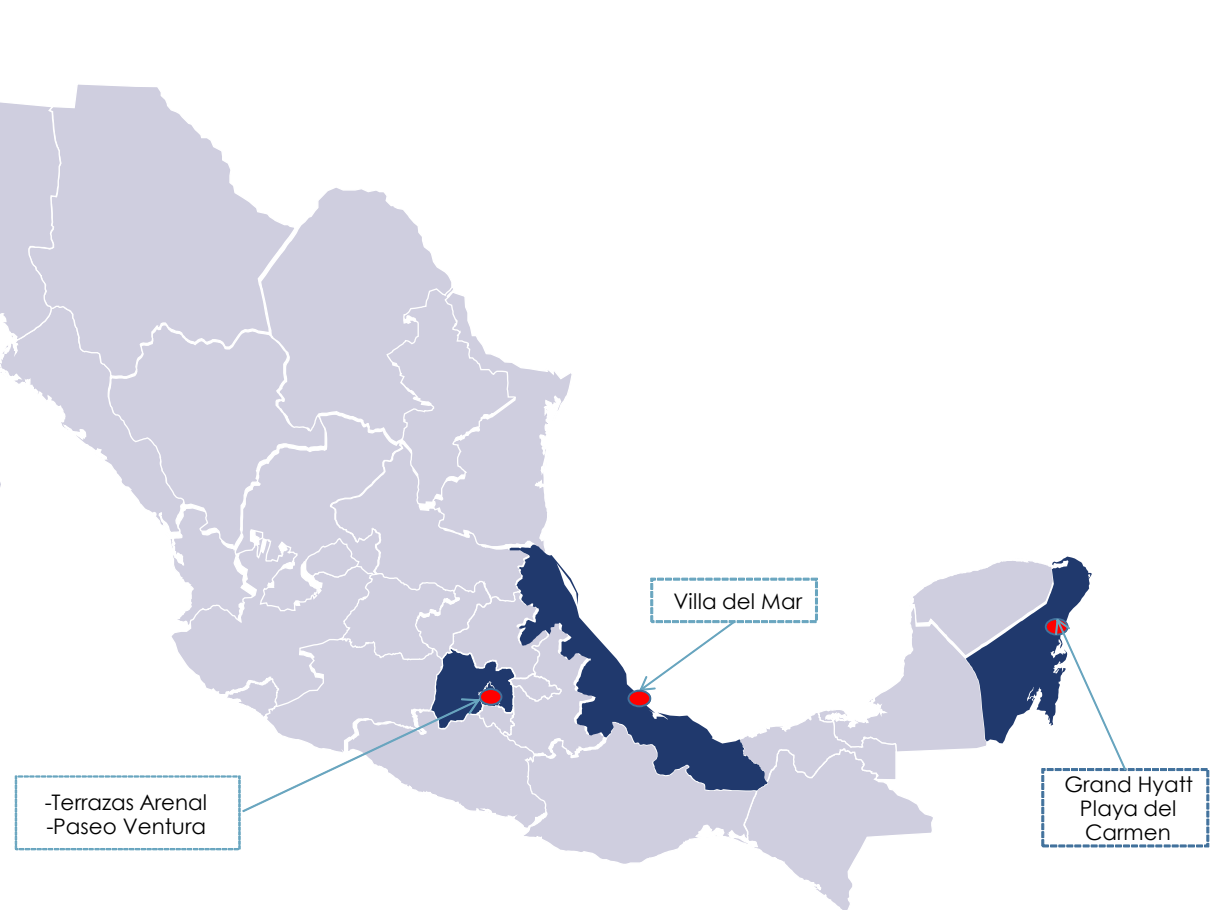 Villa del Mar
Grand Hyatt
Playa del
Carmen
-Terrazas Arenal
-Paseo Ventura